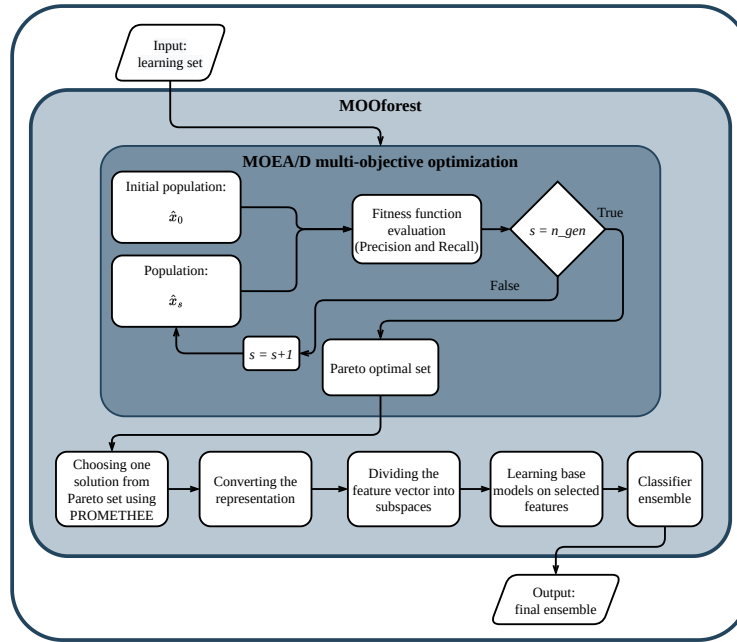 Input:
learning set
MOOforest
MOEA/D multi-objective optimization
Initial population:
x̂₀
Population:
x̂ₛ
Fitness function
evaluation
(Precision and Recall)
s = n_gen
True
False
s = s+1
Pareto optimal set
Choosing one
solution from
Pareto set using
PROMETHEE
Converting the
representation
Dividing the
feature vector into
subspaces
Learning base
models on selected
features
Classifier
ensemble
Output:
final ensemble